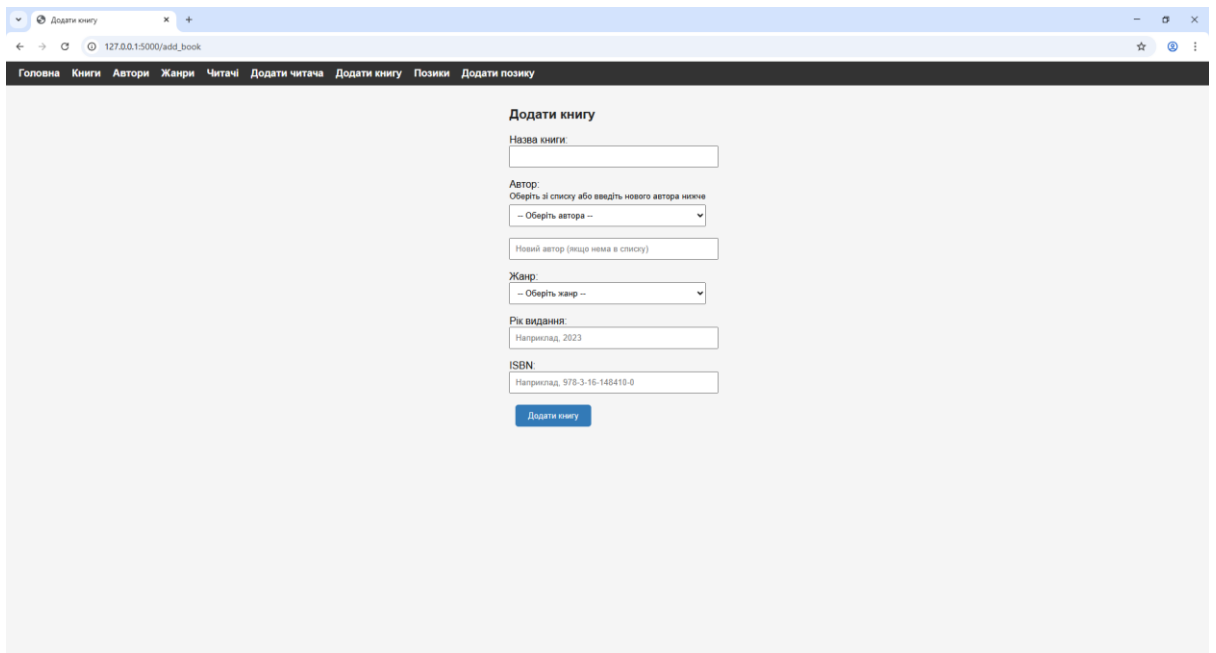 Додати книгу
127.0.0.1:5000/add_book
Головна Книги Автори Жанри Читачі Додати читача Додати книгу Позики Додати позику
Додати книгу
Назва книги:
Автор:
Оберіть зі списку або введіть нового автора нижче
-- Оберіть автора --
Новий автор (якщо нема в списку)
Жанр:
-- Оберіть жанр --
Рік видання:
Наприклад, 2023
ISBN:
Наприклад, 978-3-16-148410-0
Додати книгу